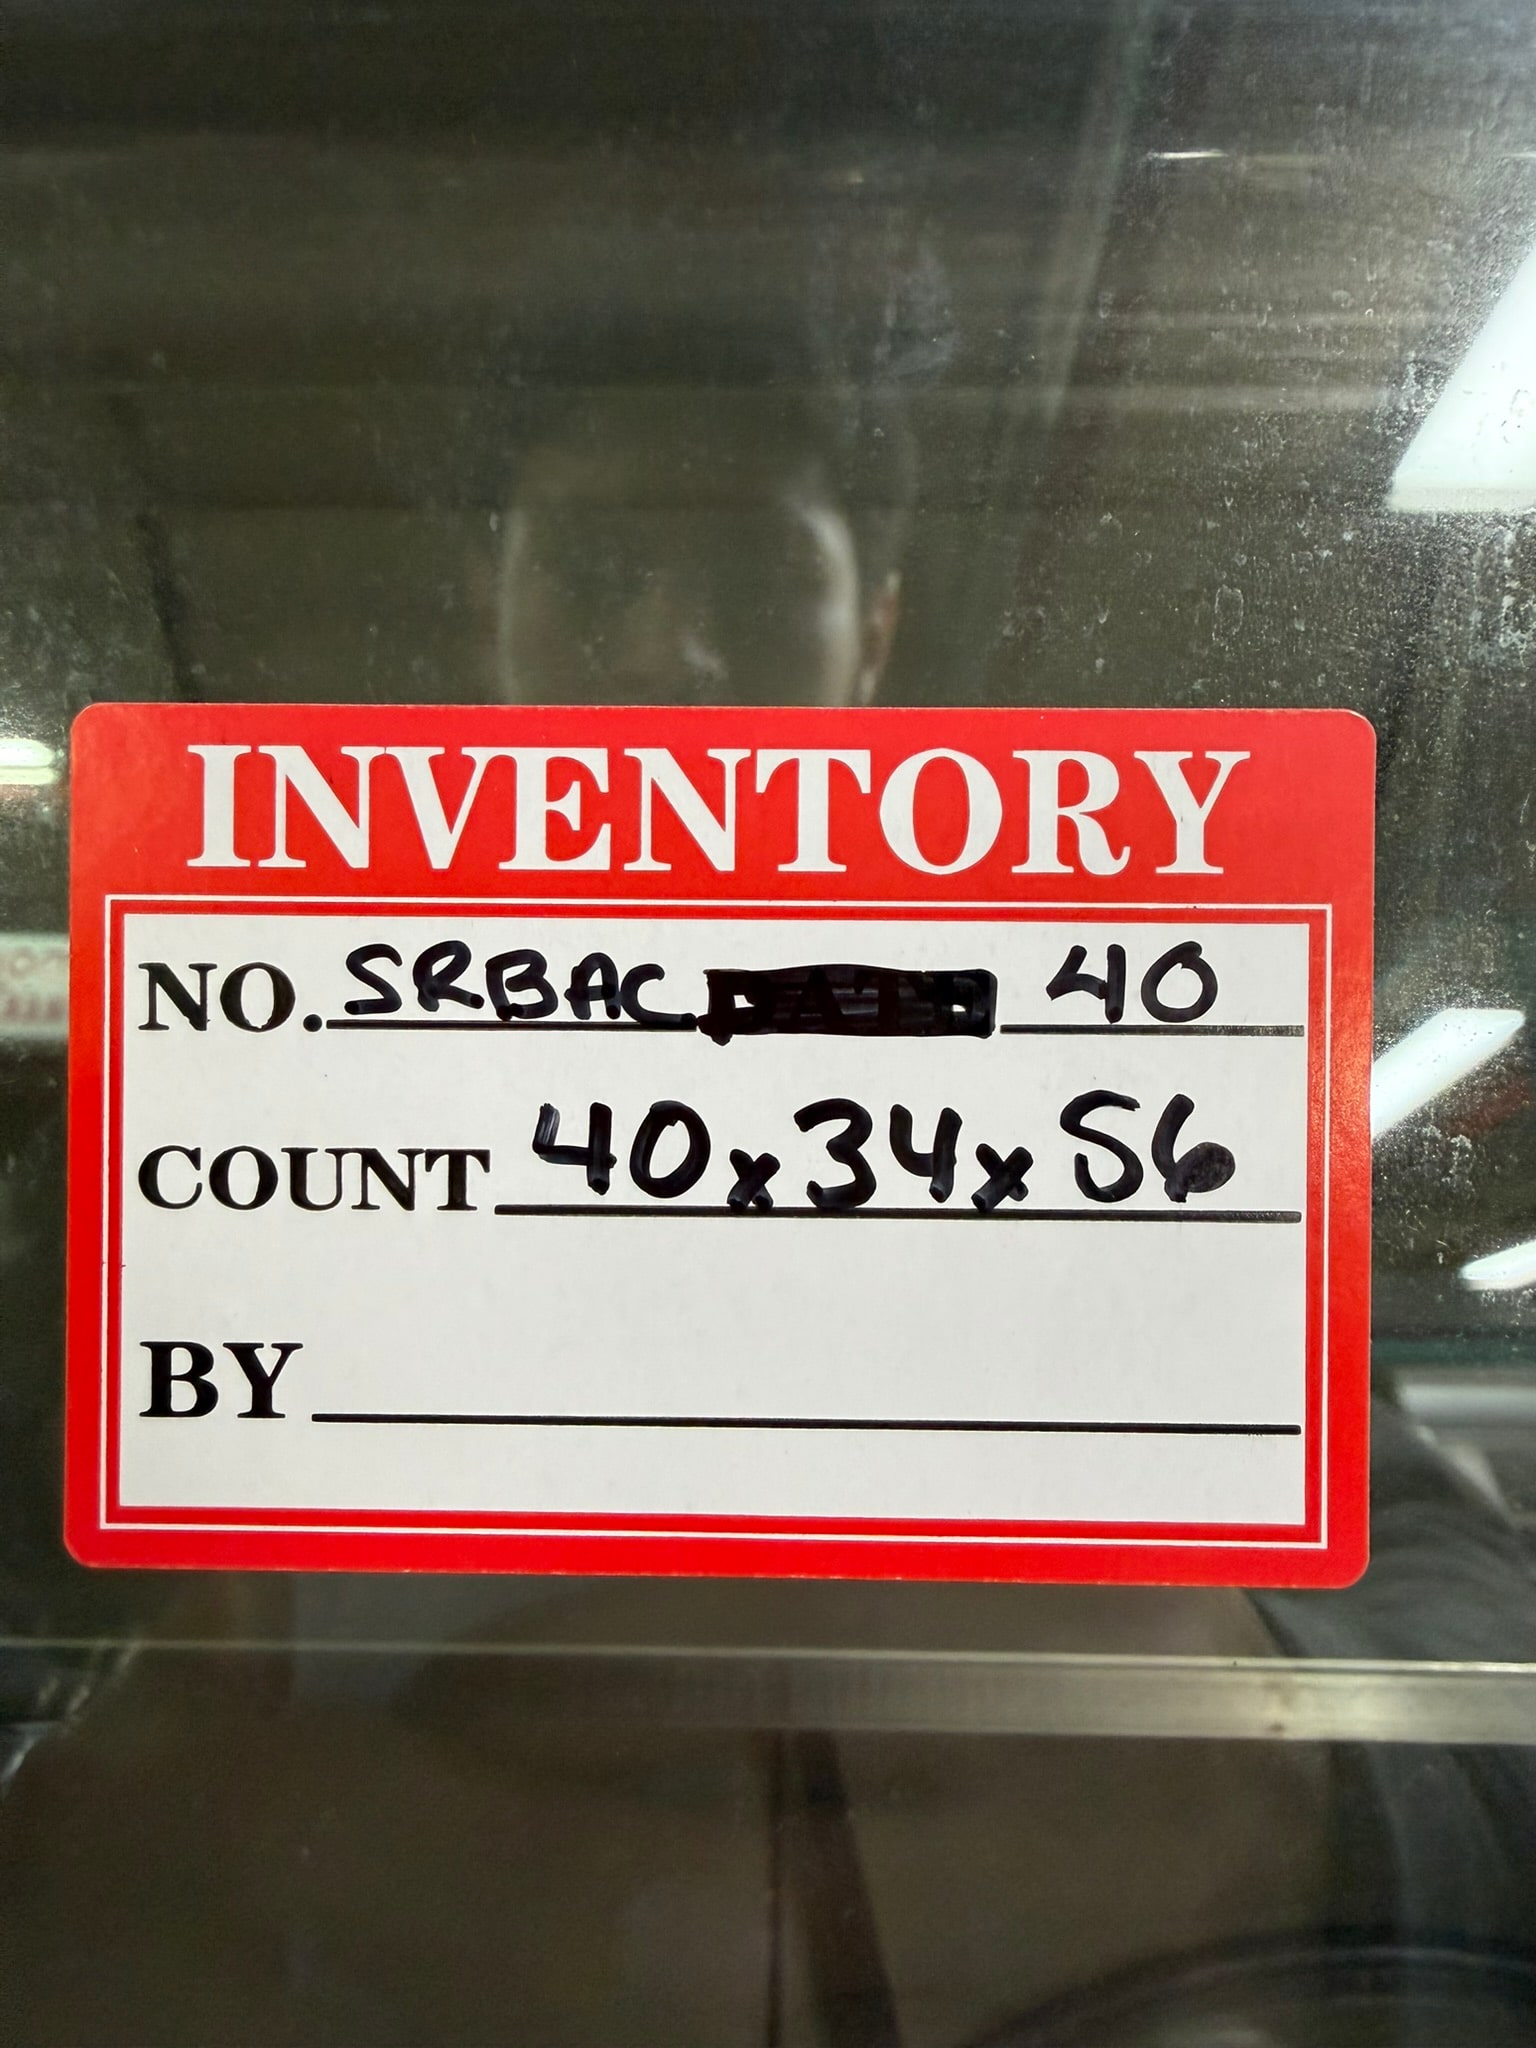 INVENTORY
NO. SRBAC 40
COUNT 40x34x56
BY